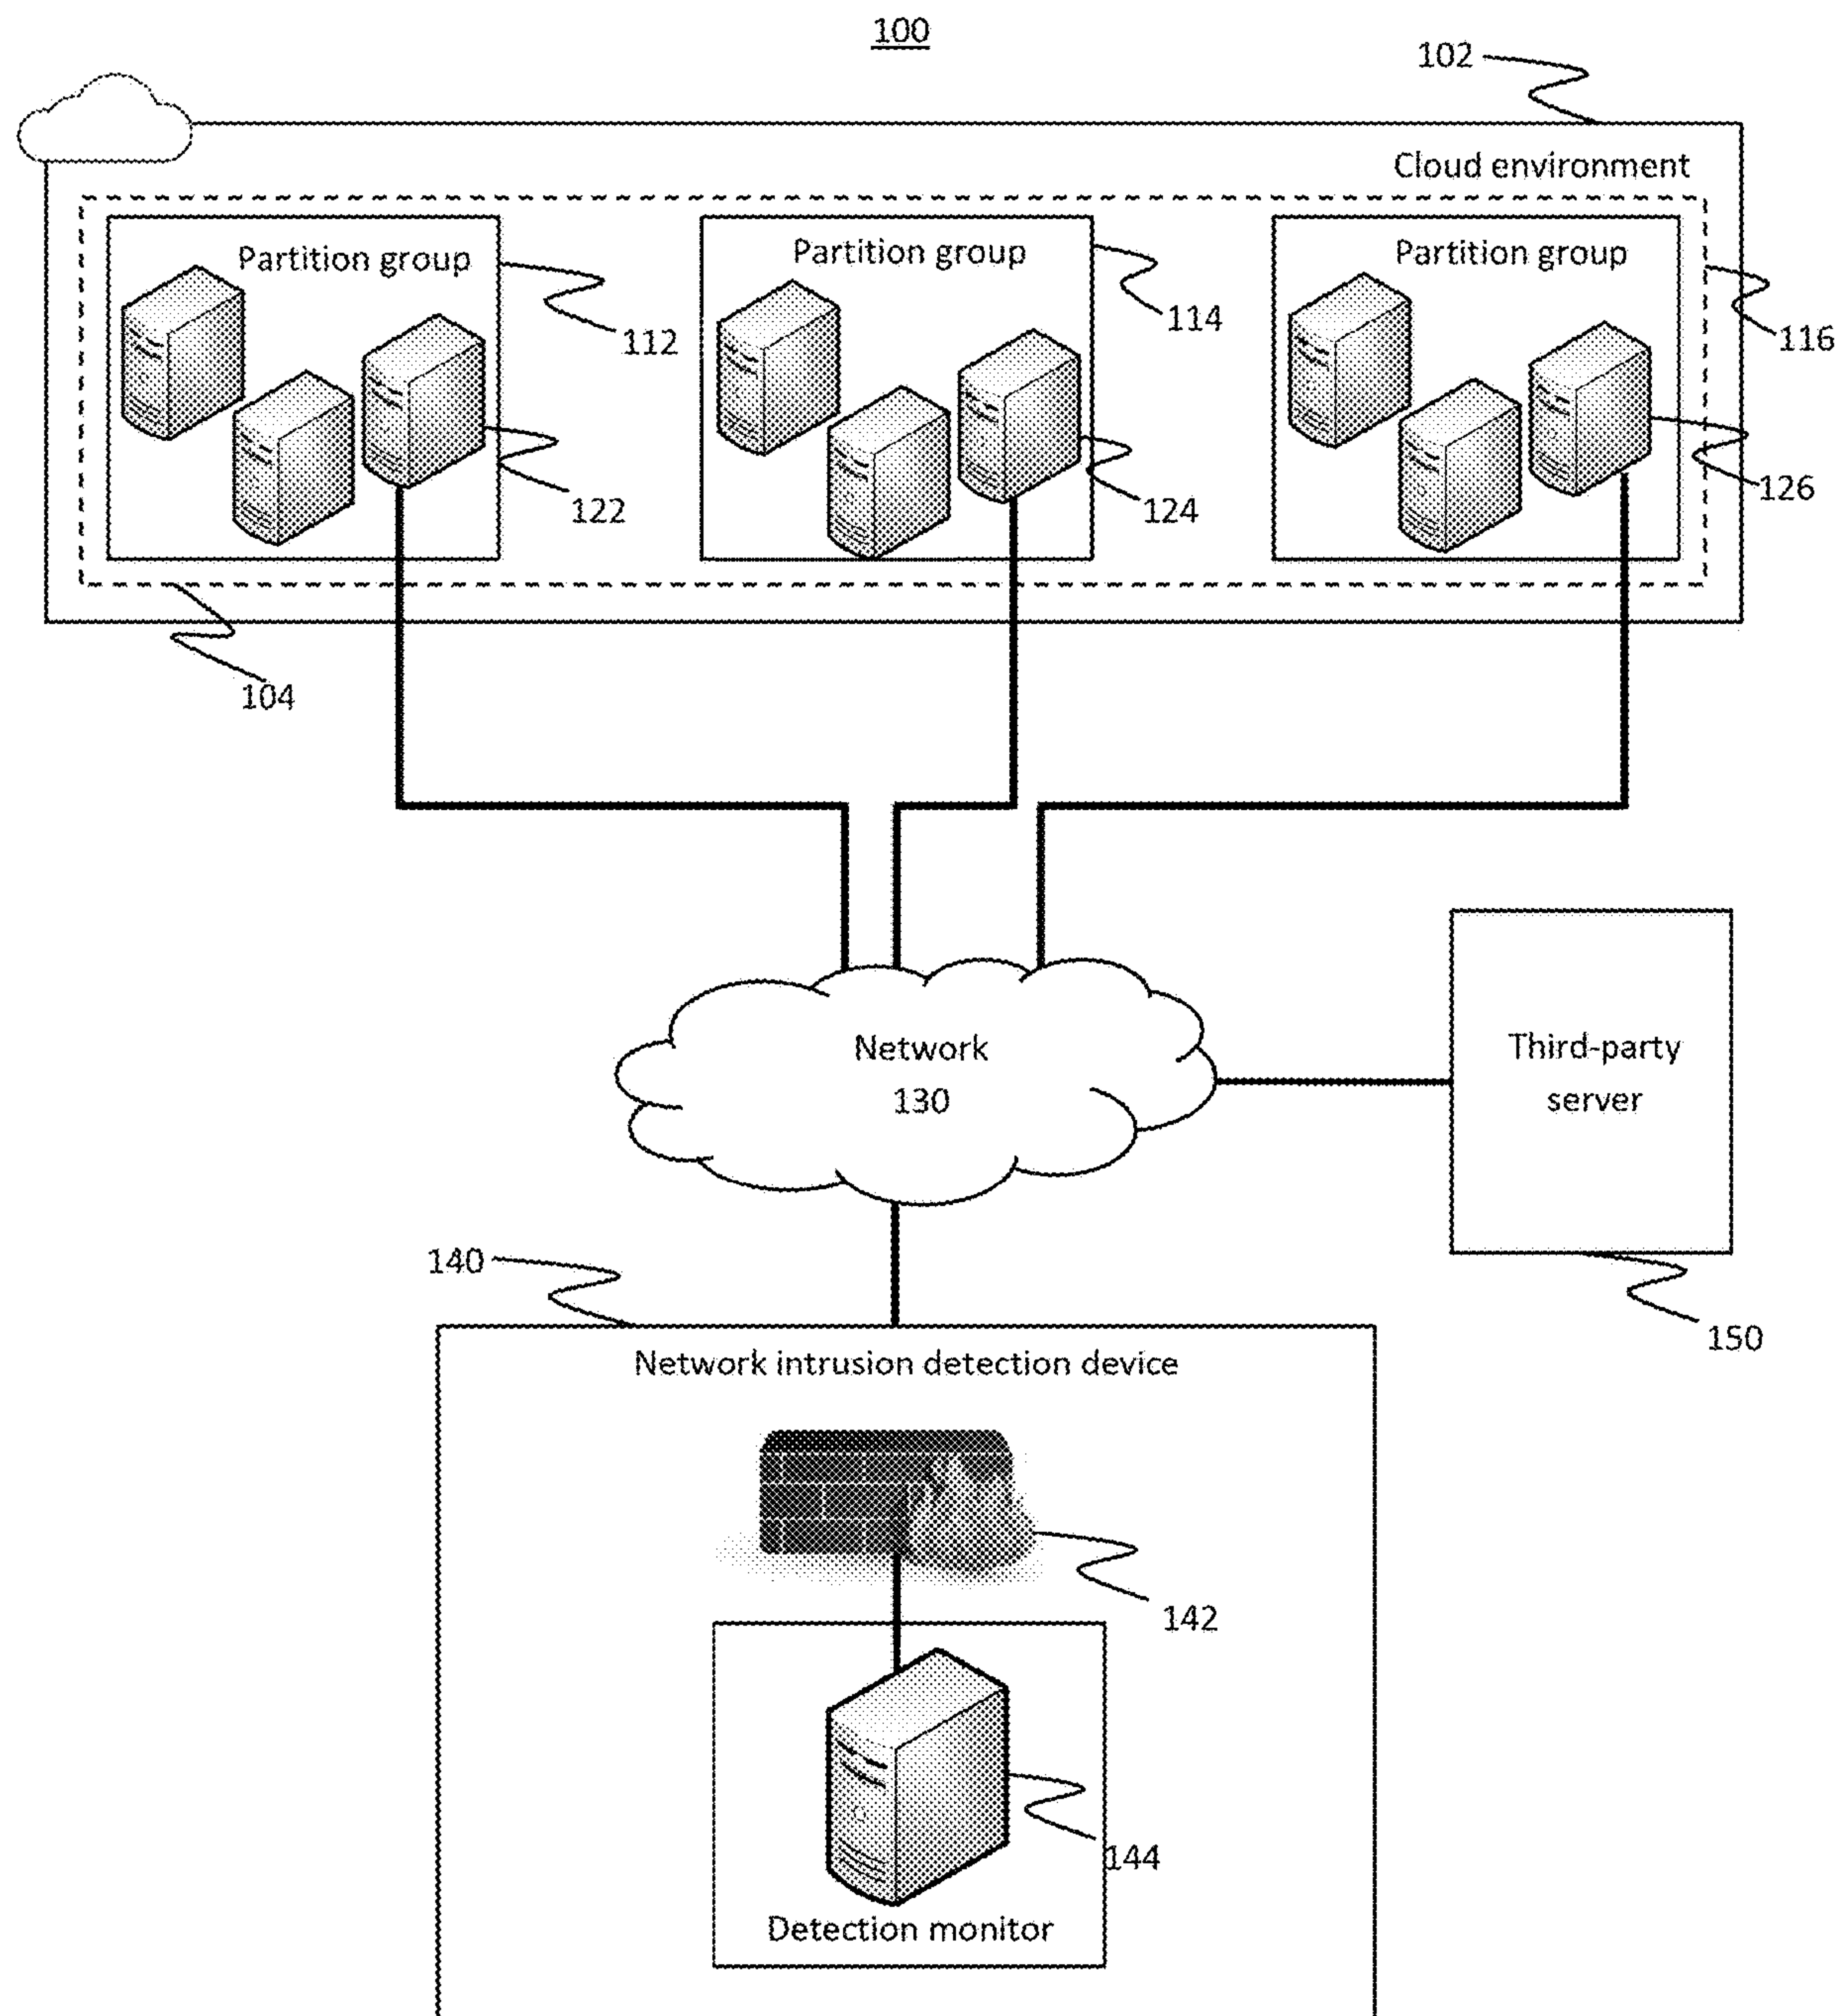 100
102
Cloud environment
Partition group
Partition group
Partition group
112
114
116
122
124
126
104
Network
130
Third-party
server
140
150
Network intrusion detection device
142
144
Detection monitor